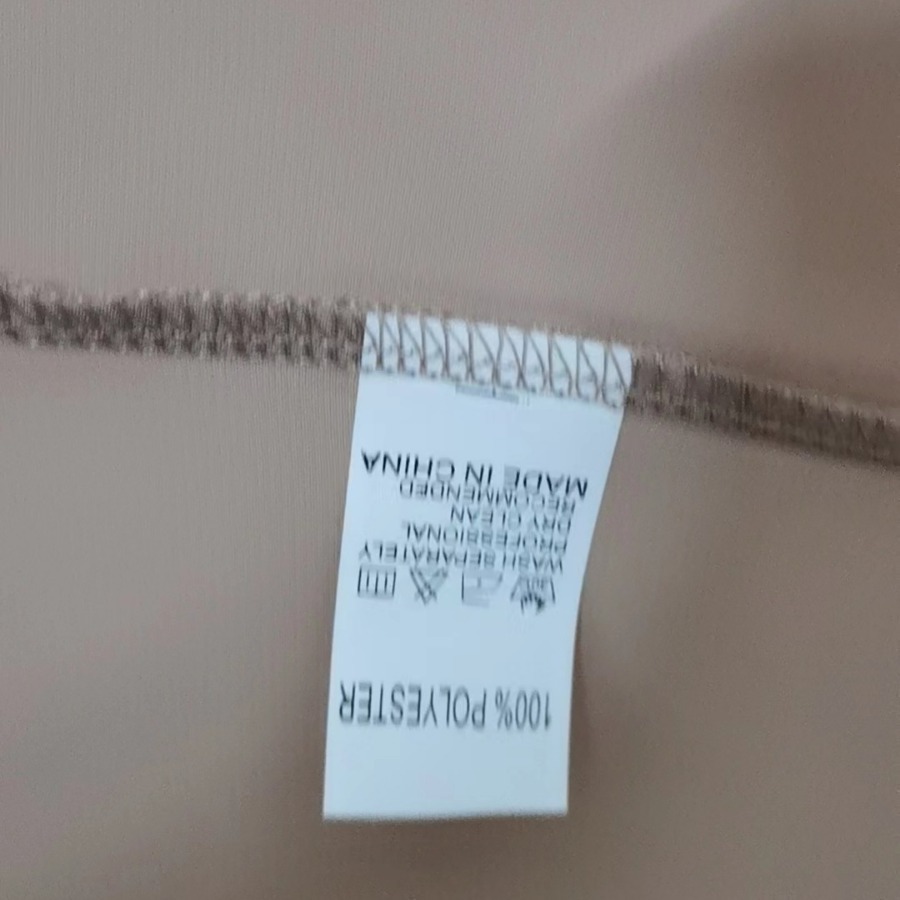 100% POLYESTER
WASH SEPARATELY
PROFESSIONAL
DRY CLEAN
RECOMMENDED
MADE IN CHINA